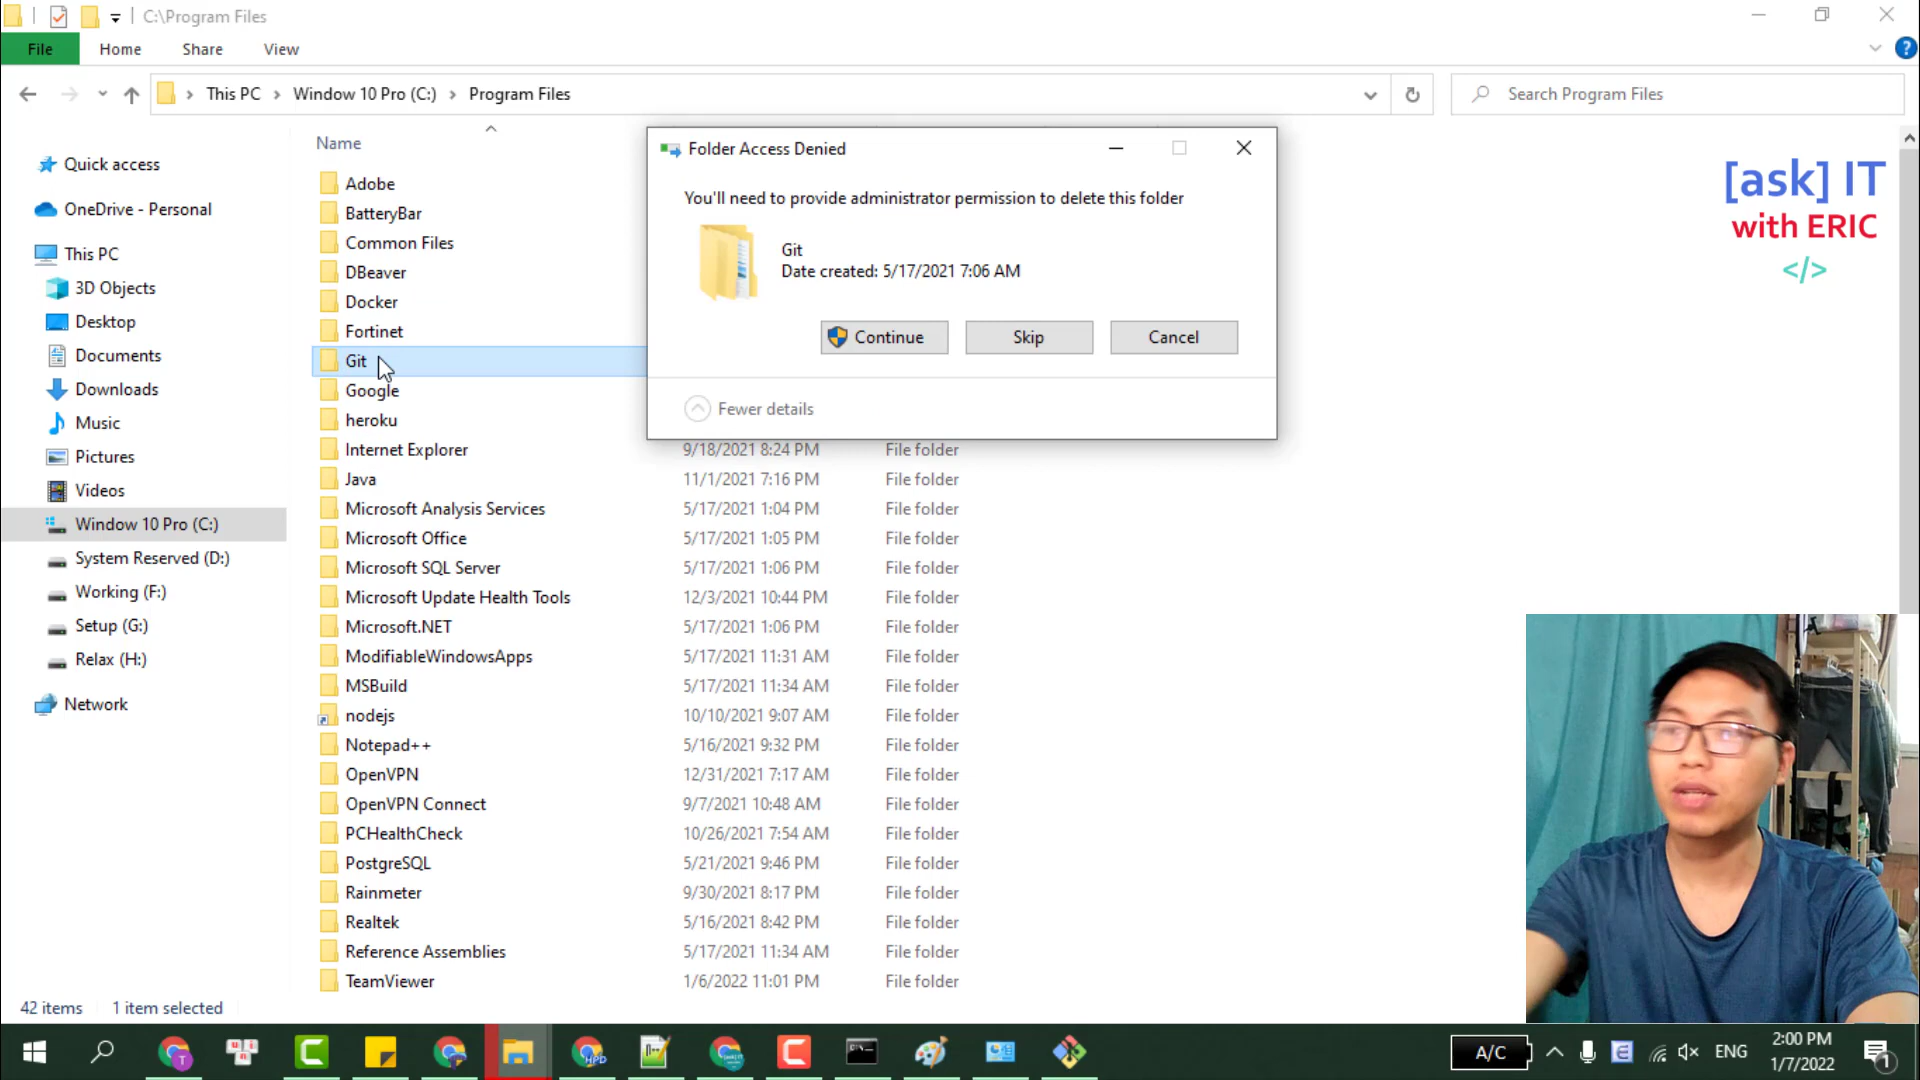 C:\Program Files
File Home Share View
This PC Window 10 Pro (C:) Program Files
Search Program Files
Quick access
OneDrive - Personal
This PC
3D Objects
Desktop
Documents
Downloads
Music
Pictures
Videos
Window 10 Pro (C:)
System Reserved (D:)
Working (F:)
Setup (G:)
Relax (H:)
Network
Name
Adobe
BatteryBar
Common Files
DBeaver
Docker
Fortinet
Git
Google
heroku
Internet Explorer 9/18/2021 8:24 PM File folder
Java 11/1/2021 7:16 PM File folder
Microsoft Analysis Services 5/17/2021 1:04 PM File folder
Microsoft Office 5/17/2021 1:05 PM File folder
Microsoft SQL Server 5/17/2021 1:06 PM File folder
Microsoft Update Health Tools 12/3/2021 10:44 PM File folder
Microsoft.NET 5/17/2021 1:06 PM File folder
ModifiableWindowsApps 5/17/2021 11:31 AM File folder
MSBuild 5/17/2021 11:34 AM File folder
nodejs 10/10/2021 9:07 AM File folder
Notepad++ 5/16/2021 9:32 PM File folder
OpenVPN 12/31/2021 7:17 AM File folder
OpenVPN Connect 9/7/2021 10:48 AM File folder
PCHealthCheck 10/26/2021 7:54 AM File folder
PostgreSQL 5/21/2021 9:46 PM File folder
Rainmeter 9/30/2021 8:17 PM File folder
Realtek 5/16/2021 8:42 PM File folder
Reference Assemblies 5/17/2021 11:34 AM File folder
TeamViewer 1/6/2022 11:01 PM File folder
Folder Access Denied
You'll need to provide administrator permission to delete this folder
Git
Date created: 5/17/2021 7:06 AM
Continue Skip Cancel
Fewer details
[ask] IT
with ERIC
</>
42 items 1 item selected
A/C
ENG
2:00 PM
1/7/2022
1